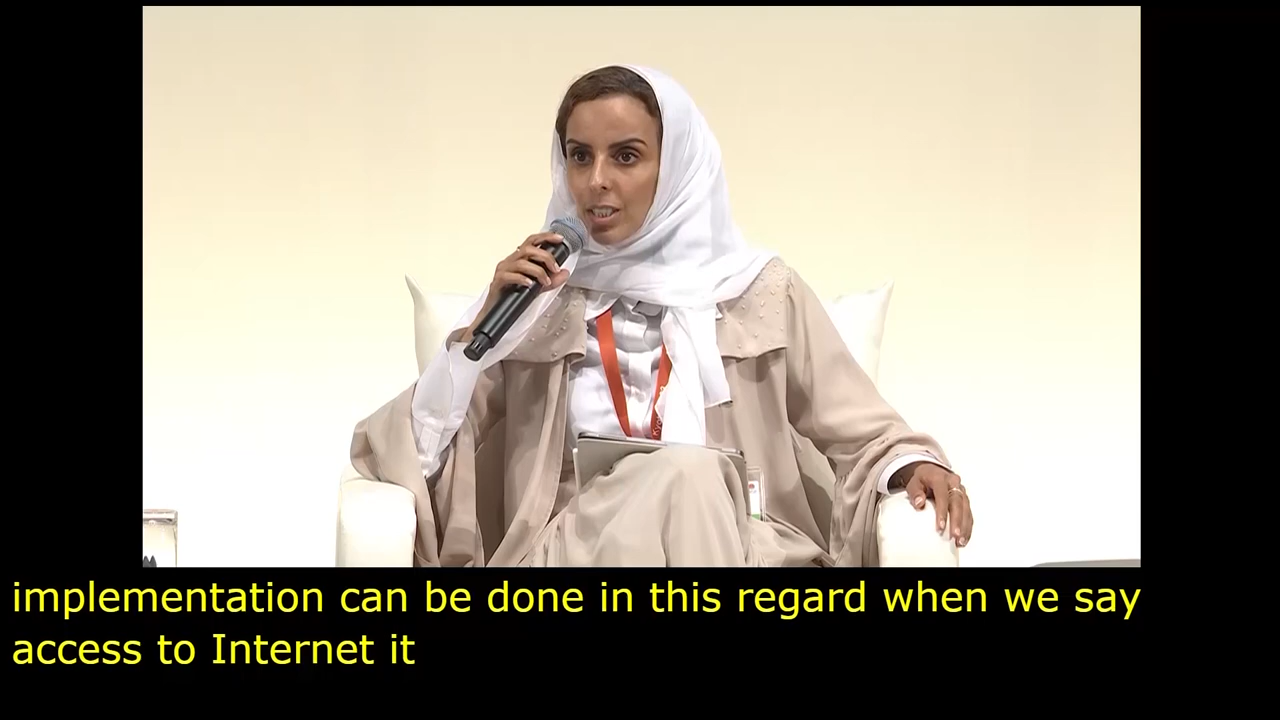 implementation can be done in this regard when we say
access to Internet it